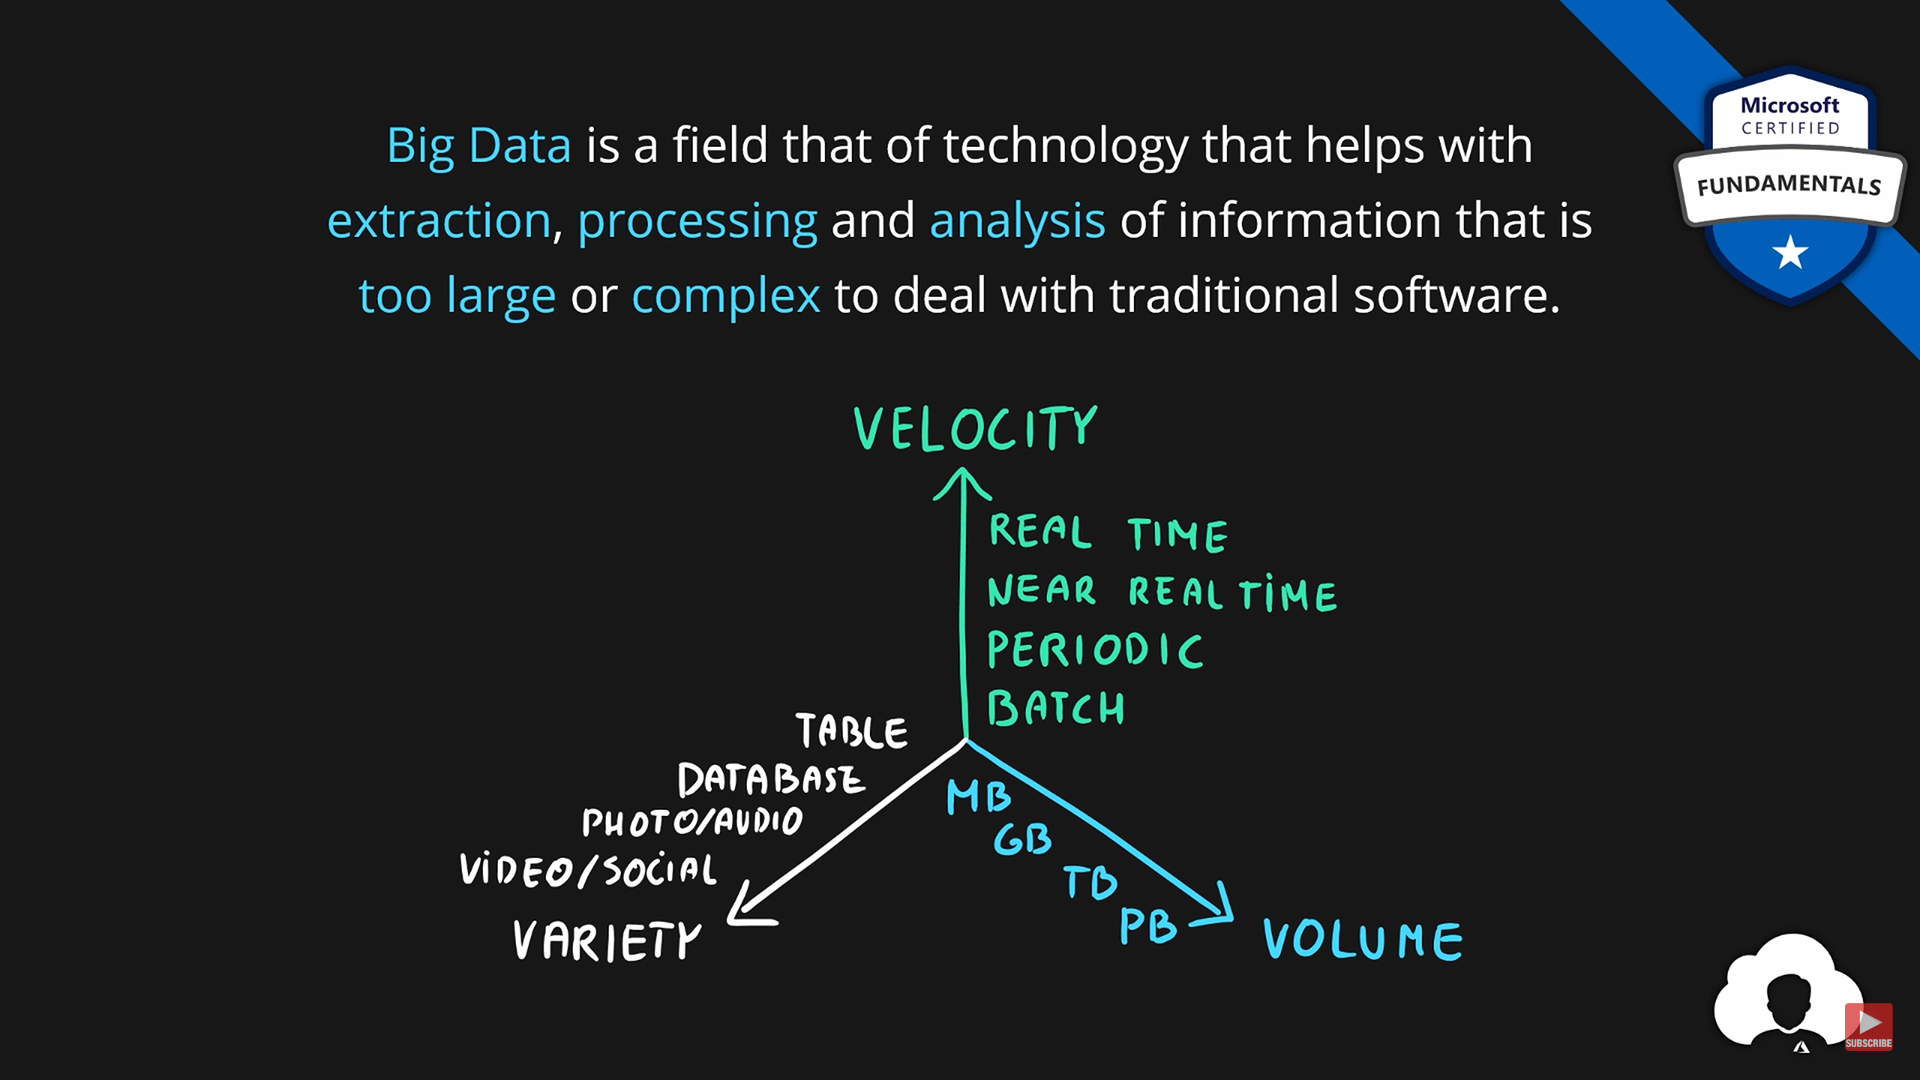 Big Data is a field that of technology that helps with
extraction, processing and analysis of information that is
too large or complex to deal with traditional software.
Microsoft
CERTIFIED
FUNDAMENTALS
VELOCITY
REAL TIME
NEAR REAL TIME
PERIODIC
BATCH
TABLE
DATABASE
PHOTO/AUDIO
VIDEO/SOCIAL
VARIETY
MB
GB
TB
PB
VOLUME
SUBSCRIBE